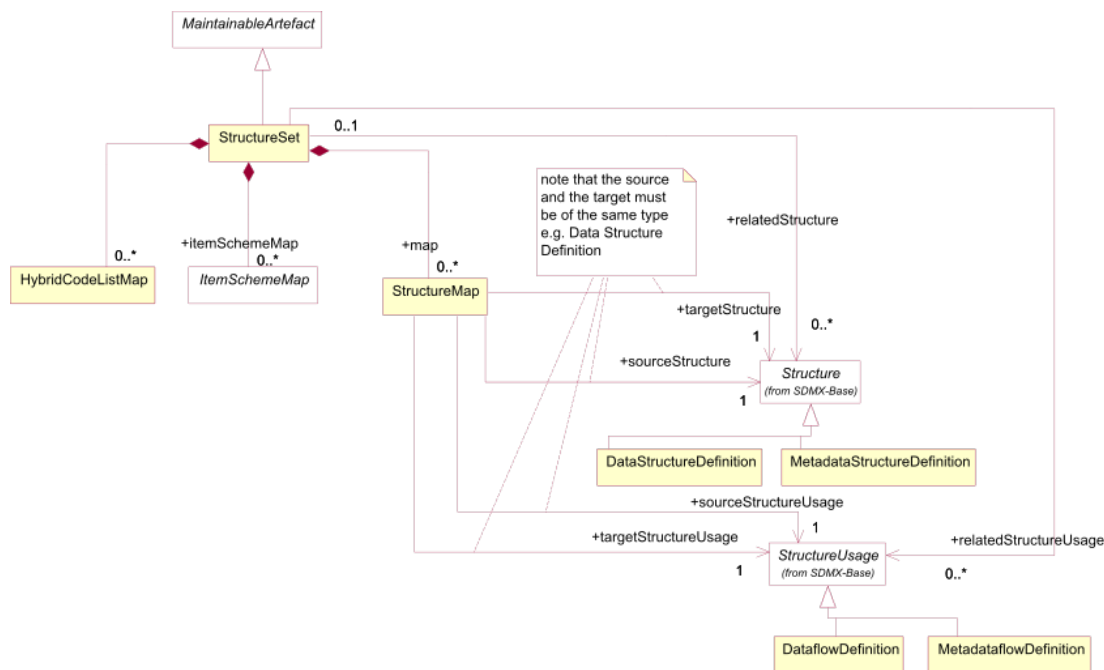 MaintainableArtefact
StructureSet
0..1
note that the source
and the target must
be of the same type
e.g. Data Structure
Definition
+relatedStructure
+itemSchemeMap
+map
0..*
0..*
0..*
HybridCodeListMap
ItemSchemeMap
StructureMap
+targetStructure
0..*
1
+sourceStructure
1
Structure
(from SDMX-Base)
DataStructureDefinition
MetadataStructureDefinition
+sourceStructureUsage
1
+targetStructureUsage
1
StructureUsage
(from SDMX-Base)
+relatedStructureUsage
0..*
DataflowDefinition
MetadataflowDefinition